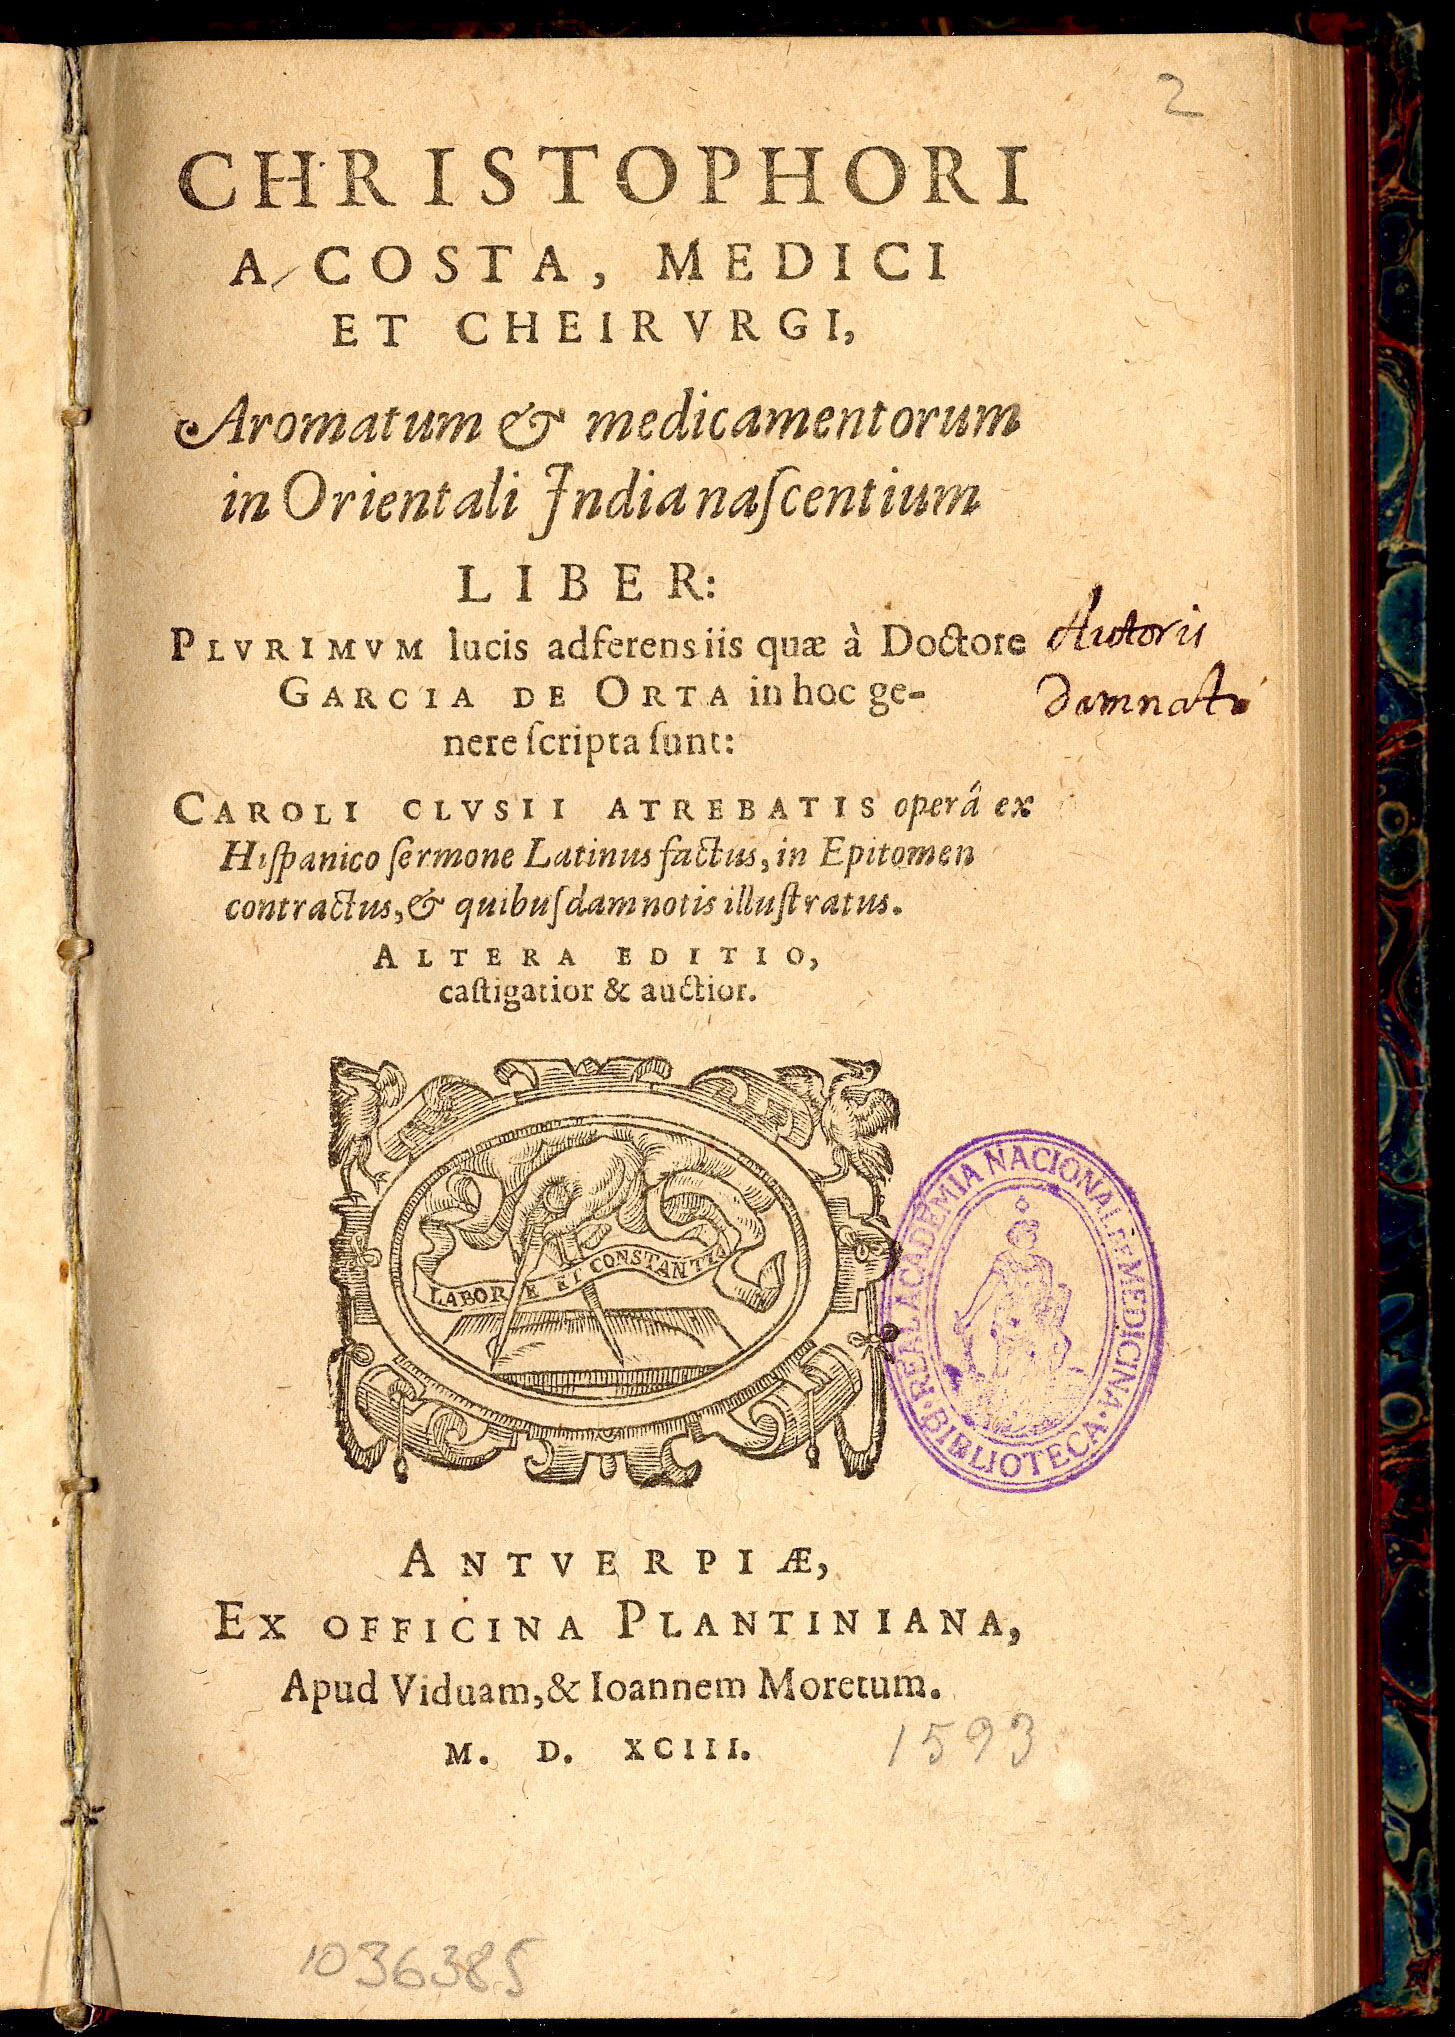 2
CHRISTOPHORI
A COSTA, MEDICI
ET CHEIRVRGI,
Aromatum & medicamentorum
in Orientali India naſcentium
LIBER:
PLVRIMVM lucis adferens iis quæ à Doctore
GARCIA DE ORTA in hoc ge-
nere ſcripta ſunt:
Autoris
damnati
CAROLI CLVSII ATREBATIS operâ ex
Hiſpanico ſermone Latinus factus, in Epitomen
contractus, & quibuſdam notis illuſtratus.
ALTERA EDITIO,
caſtigatior & auctior.
LABORE ET CONSTANTIA
REAL ACADEMIA NACIONAL DE MEDICINA
·BIBLIOTECA·
ANTVERPIÆ,
EX OFFICINA PLANTINIANA,
Apud Viduam, & Ioannem Moretum.
M. D. XCIII.
1593
1036385